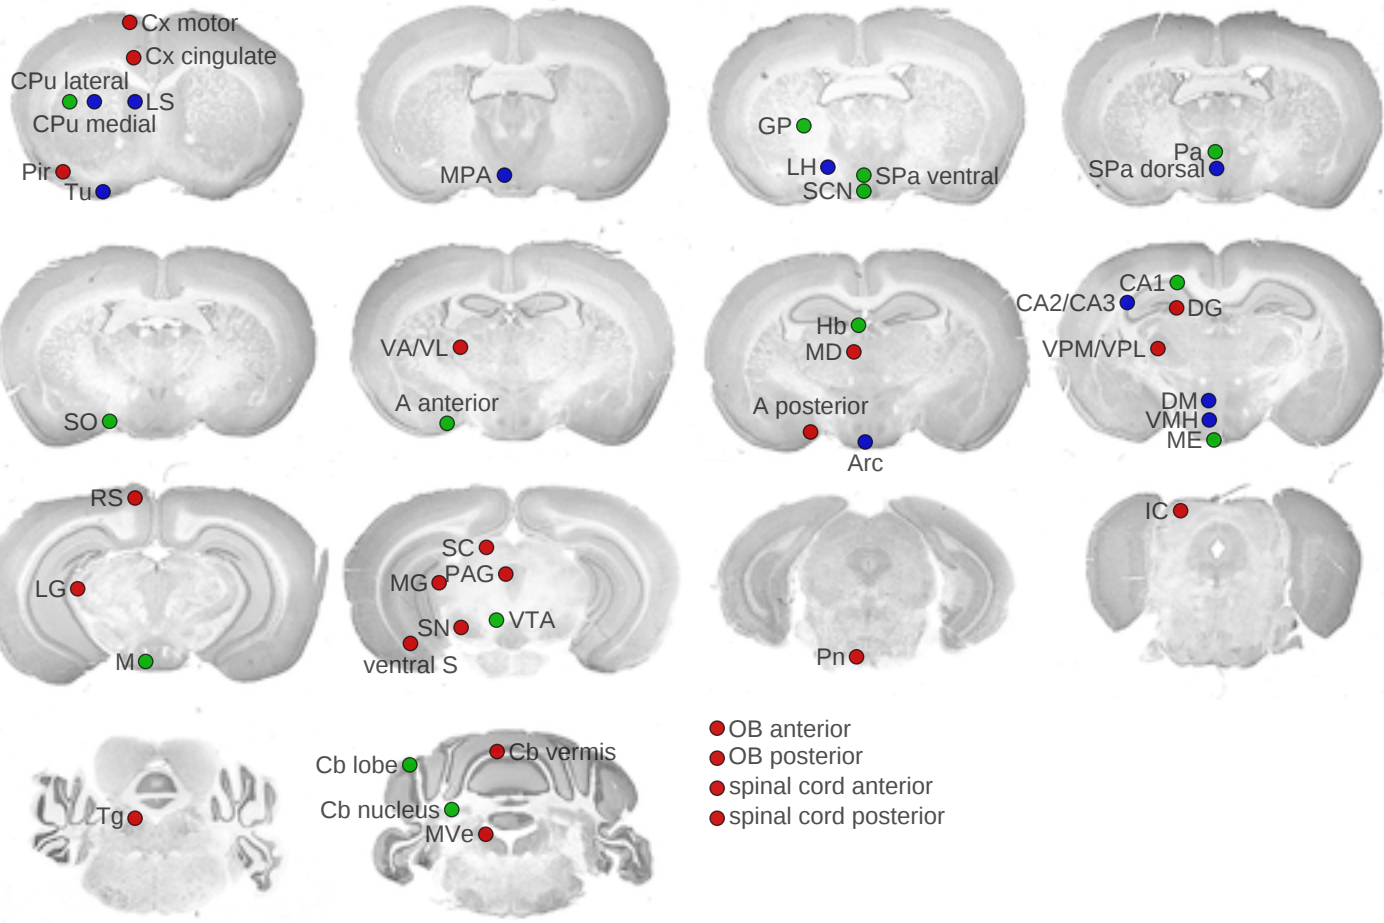 Cx motor
Cx cingulate
CPu lateral
LS
CPu medial
Pir
Tu
MPA
GP
LH
SPa ventral
SCN
Pa
SPa dorsal
SO
VA/VL
A anterior
Hb
MD
A posterior
Arc
CA1
CA2/CA3
DG
VPM/VPL
DM
VMH
ME
RS
LG
M
SC
MG
PAG
SN
VTA
ventral S
Pn
IC
Tg
Cb lobe
Cb vermis
Cb nucleus
MVe
OB anterior
OB posterior
spinal cord anterior
spinal cord posterior